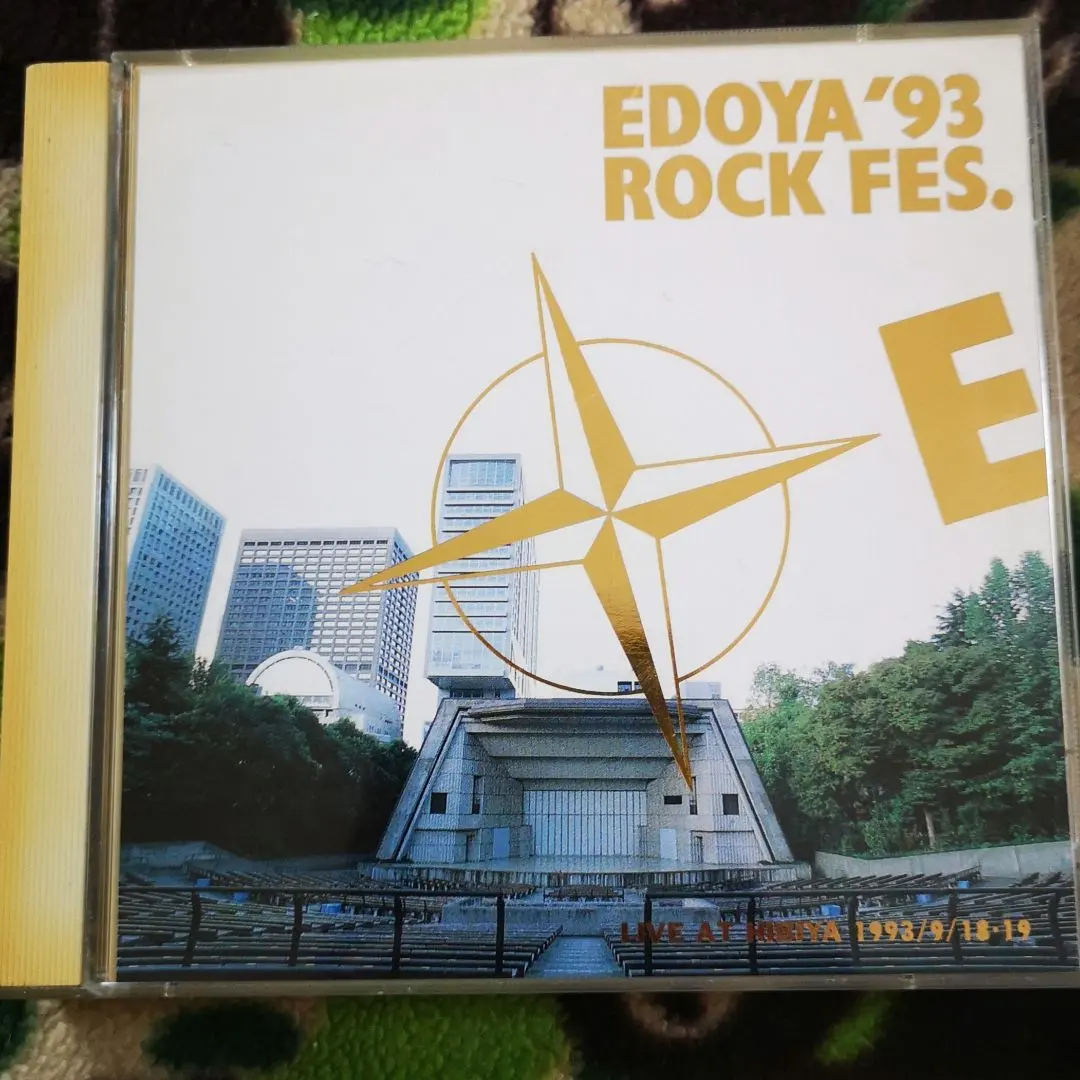 EDOYA '93
ROCK FES.
E
LIVE AT HIBIYA 1993/9/18·19